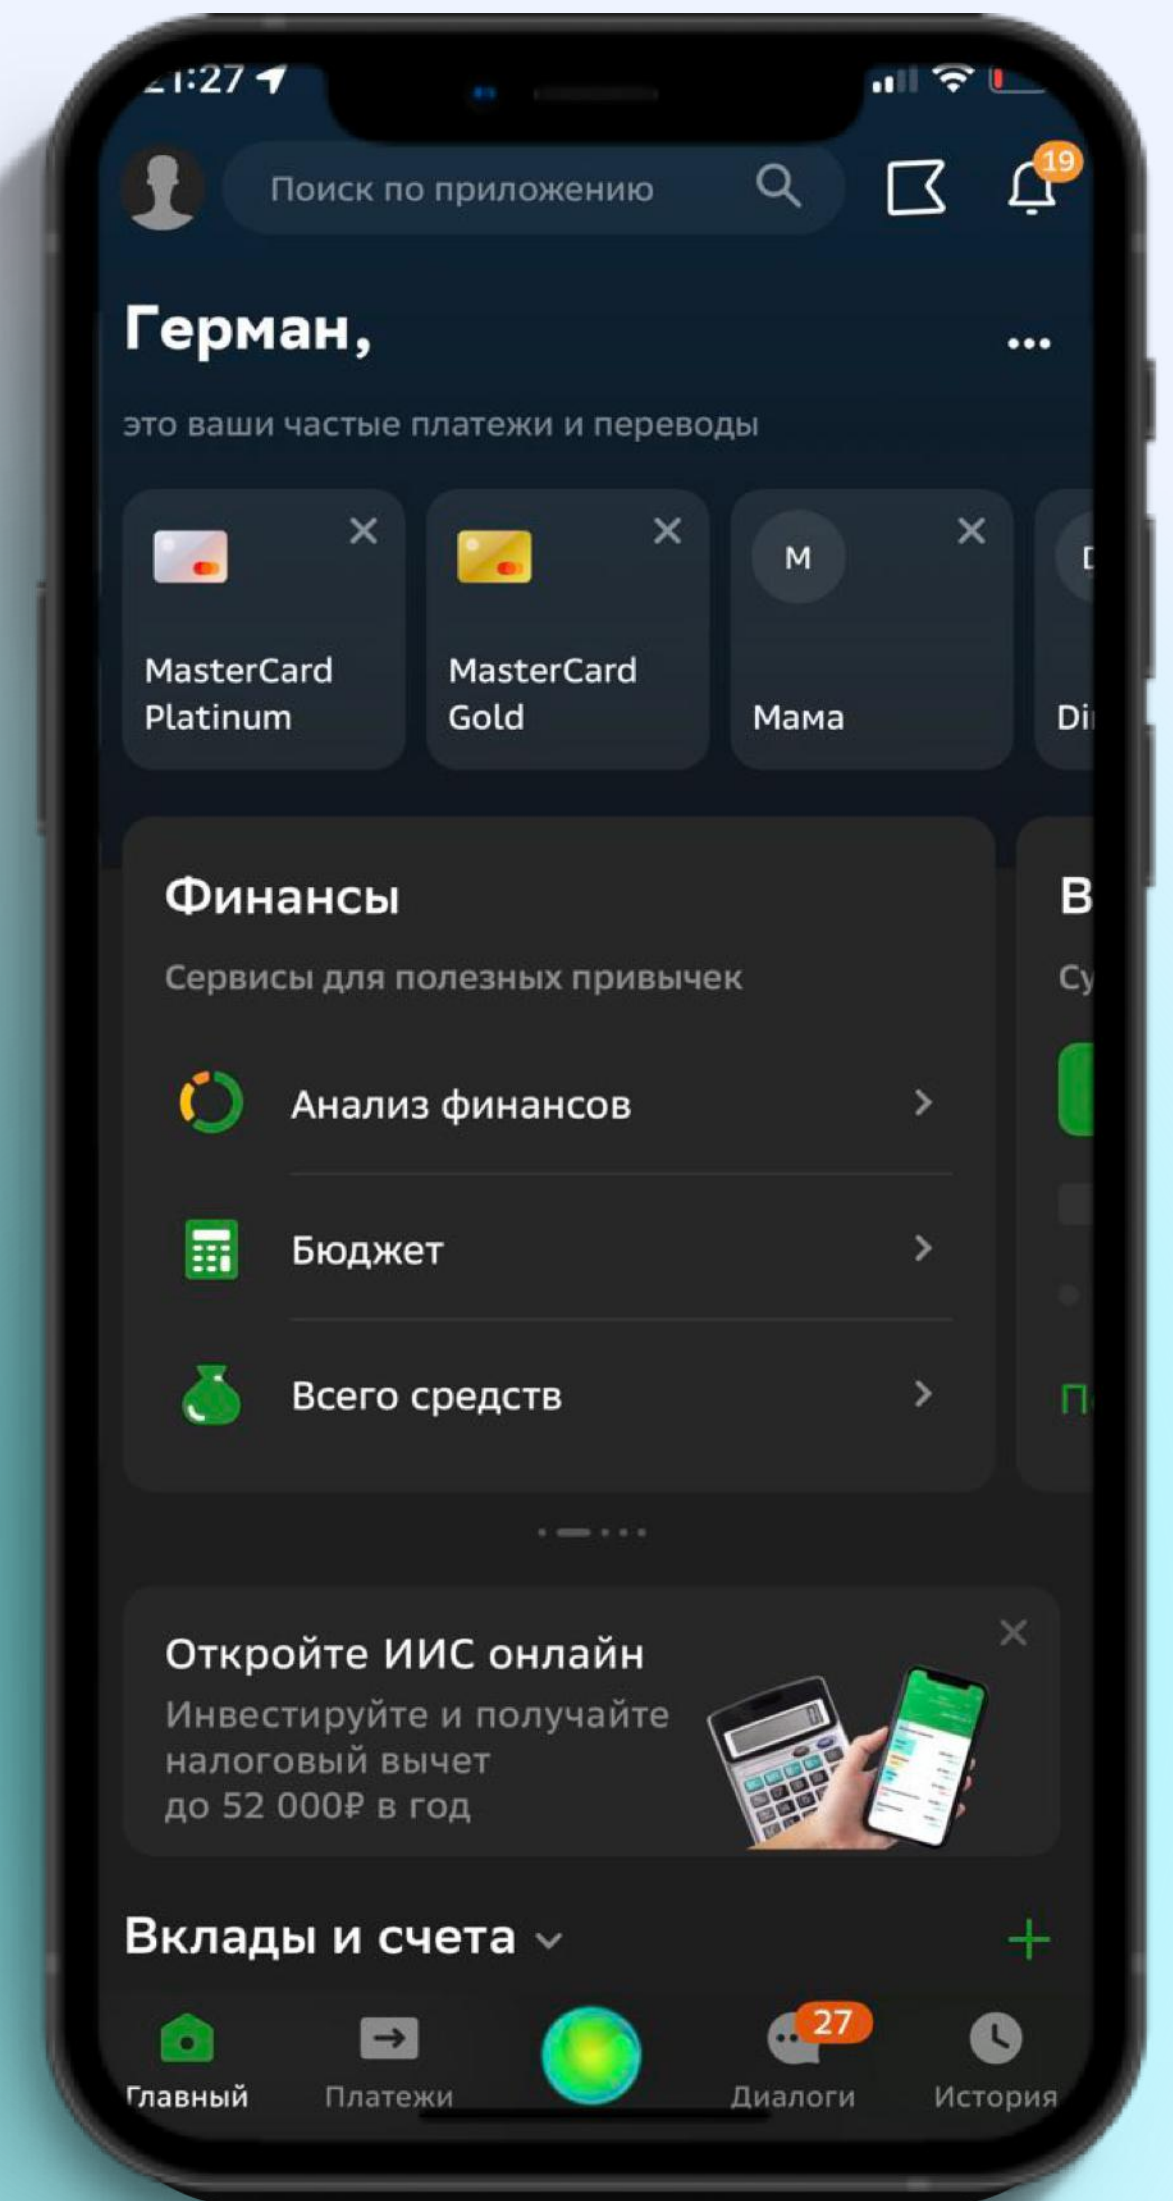 21:27
Поиск по приложению
19
Герман,
это ваши частые платежи и переводы
M
MasterCard
Platinum
MasterCard
Gold
Мама
Финансы
Сервисы для полезных привычек
Анализ финансов
Бюджет
Всего средств
Откройте ИИС онлайн
Инвестируйте и получайте
налоговый вычет
до 52 000₽ в год
Вклады и счета
27
Главный
Платежи
Диалоги
История